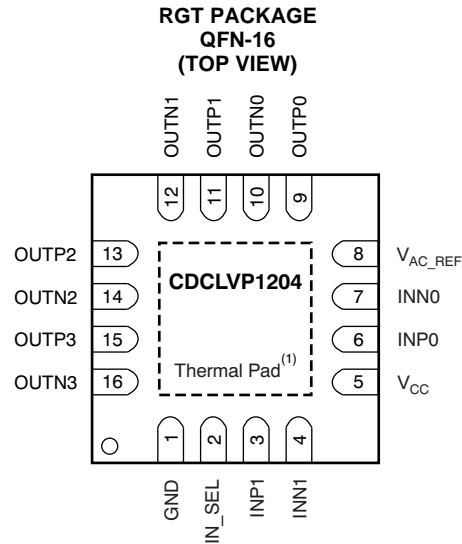 RGT PACKAGE
QFN-16
(TOP VIEW)
OUTN1 OUTP1 OUTN0 OUTP0
12 11 10 9
OUTP2 13 8 VAC_REF
OUTN2 14 7 INN0
OUTP3 15 6 INP0
OUTN3 16 5 VCC
CDCLVP1204
Thermal Pad(1)
1 2 3 4
GND IN_SEL INP1 INN1